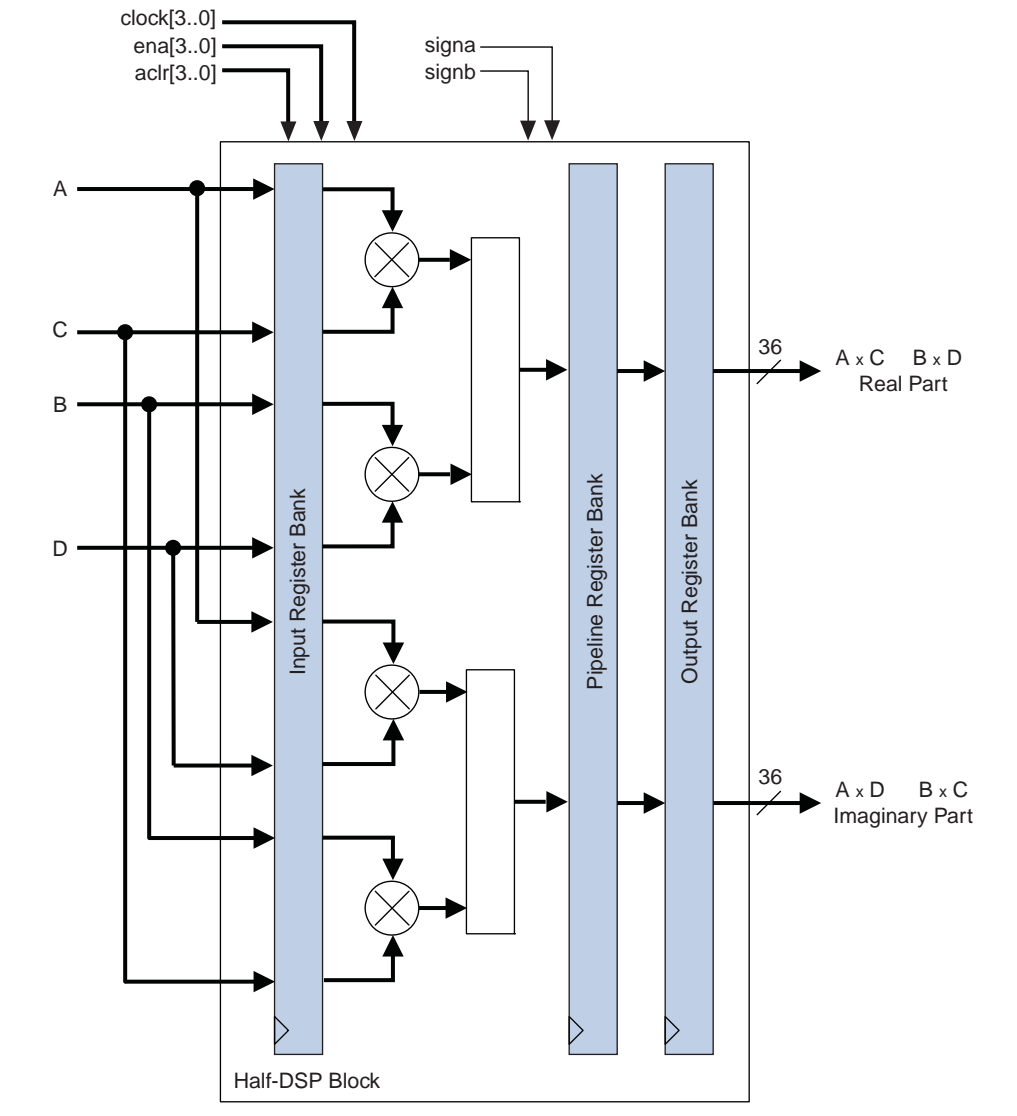 clock[3..0]
ena[3..0]
aclr[3..0]
signa
signb
A
C
B
D
Input Register Bank
Pipeline Register Bank
Output Register Bank
36
A x C B x D
Real Part
36
A x D B x C
Imaginary Part
Half-DSP Block